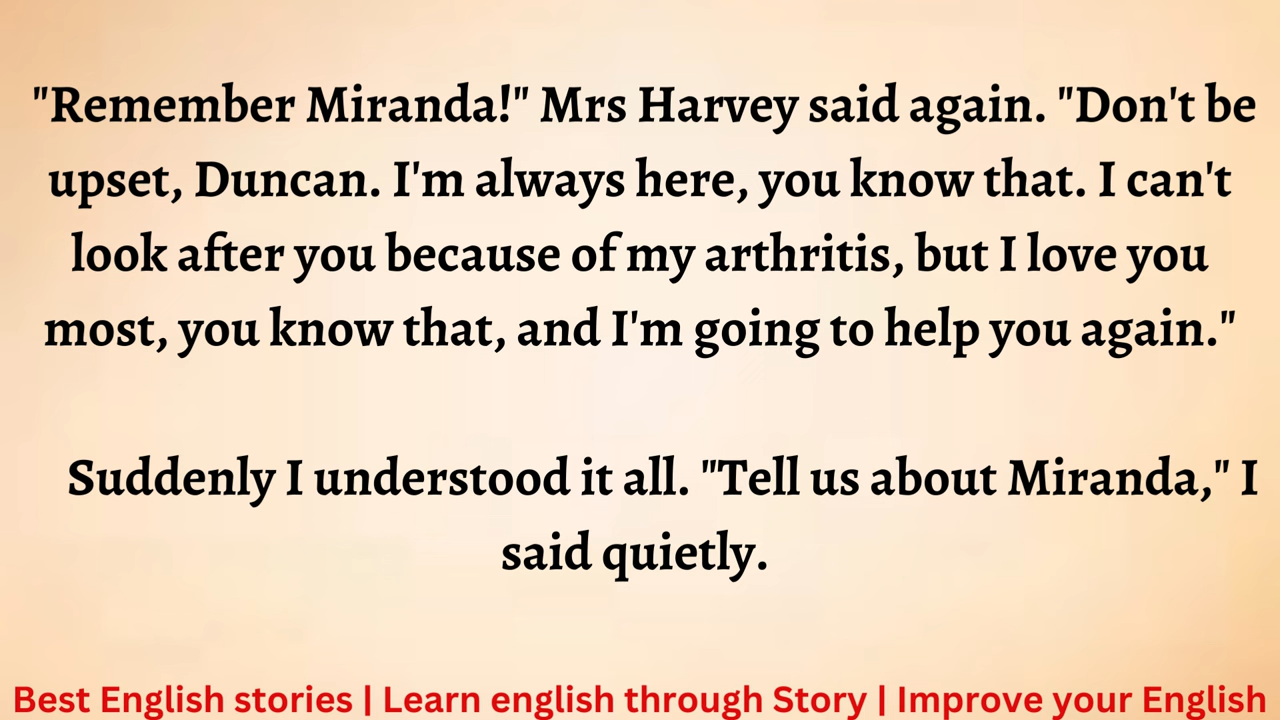 "Remember Miranda!" Mrs Harvey said again. "Don't be
upset, Duncan. I'm always here, you know that. I can't
look after you because of my arthritis, but I love you
most, you know that, and I'm going to help you again."
Suddenly I understood it all. "Tell us about Miranda," I
said quietly.
Best English stories | Learn english through Story | Improve your English